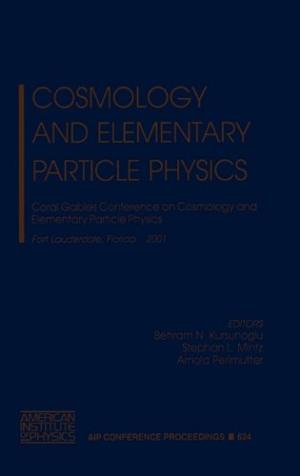 COSMOLOGY
AND ELEMENTARY
PARTICLE PHYSICS
Coral Gables Conference on Cosmology and
Elementary Particle Physics
Fort Lauderdale, Florida 2001
EDITORS
Behram N. Kursunoglu
Stephan L. Mintz
Arnold Perlmutter
AMERICAN
INSTITUTE
OF PHYSICS
AIP CONFERENCE PROCEEDINGS ■ 624